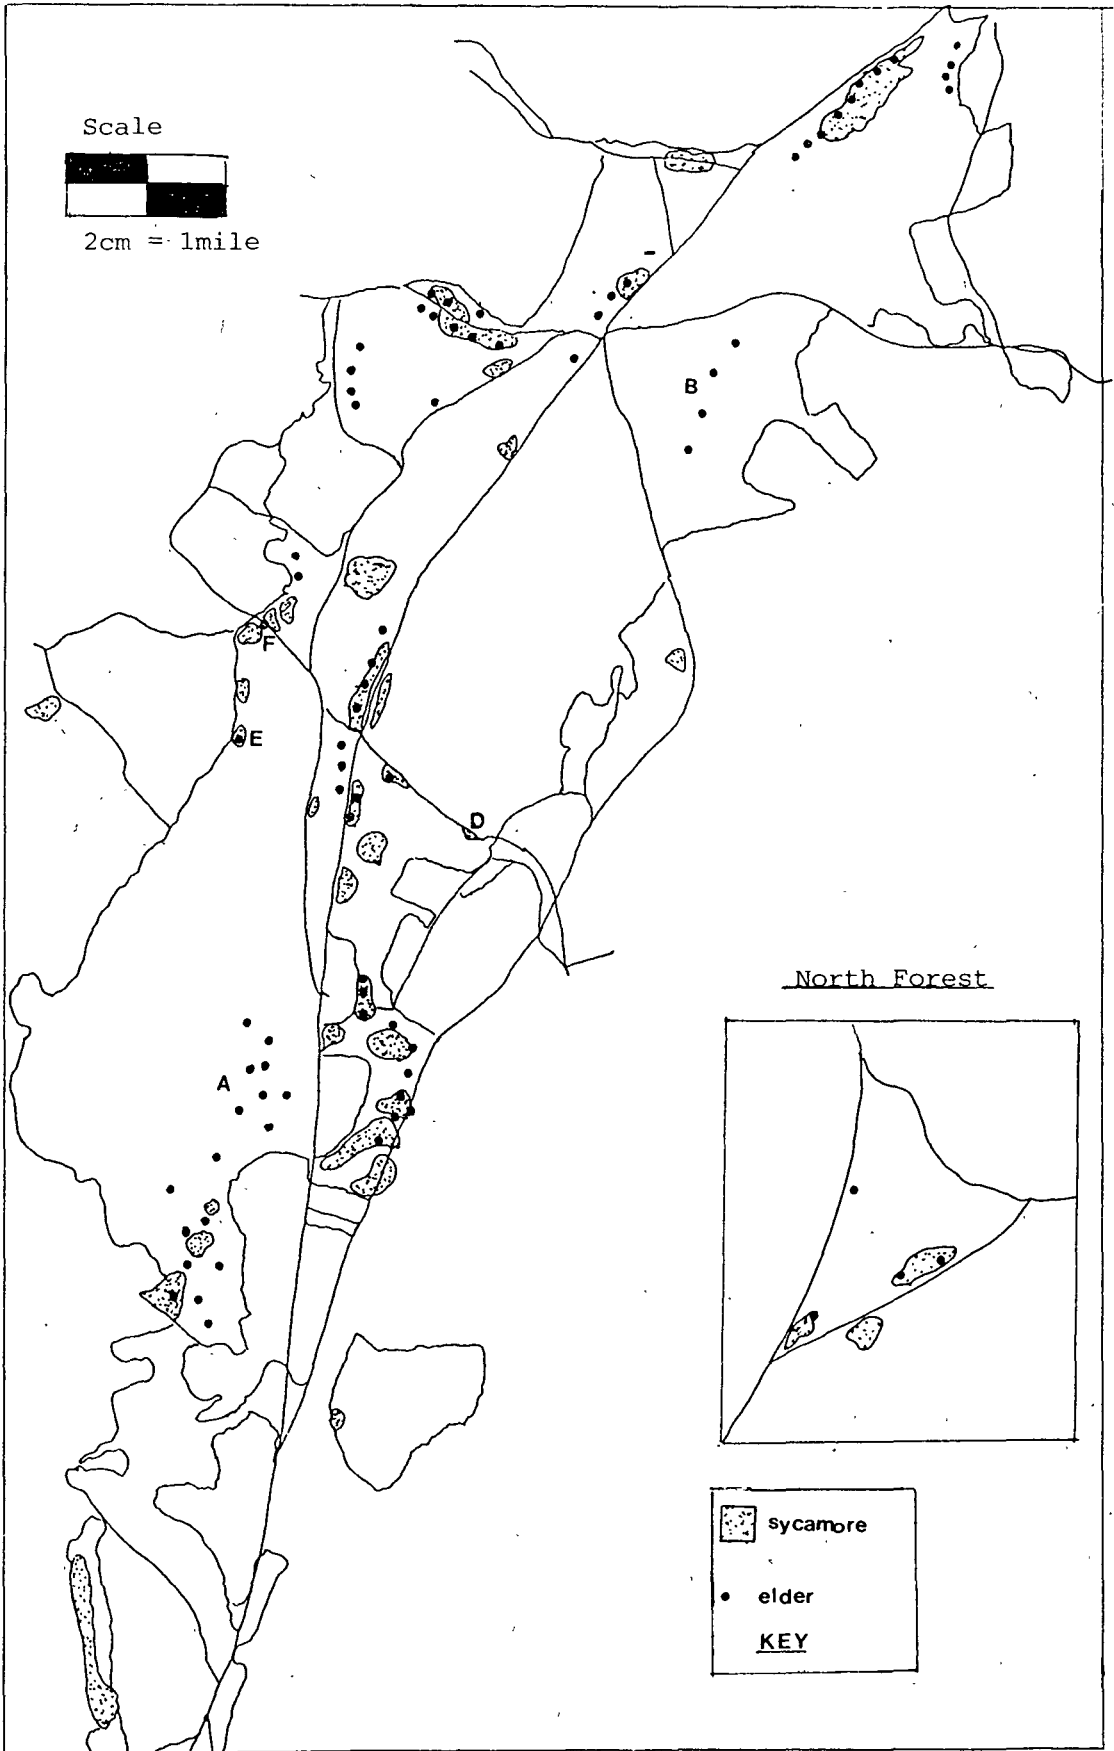 Scale
2cm = 1mile
B
F
E
D
North Forest
A
sycamore
elder
KEY